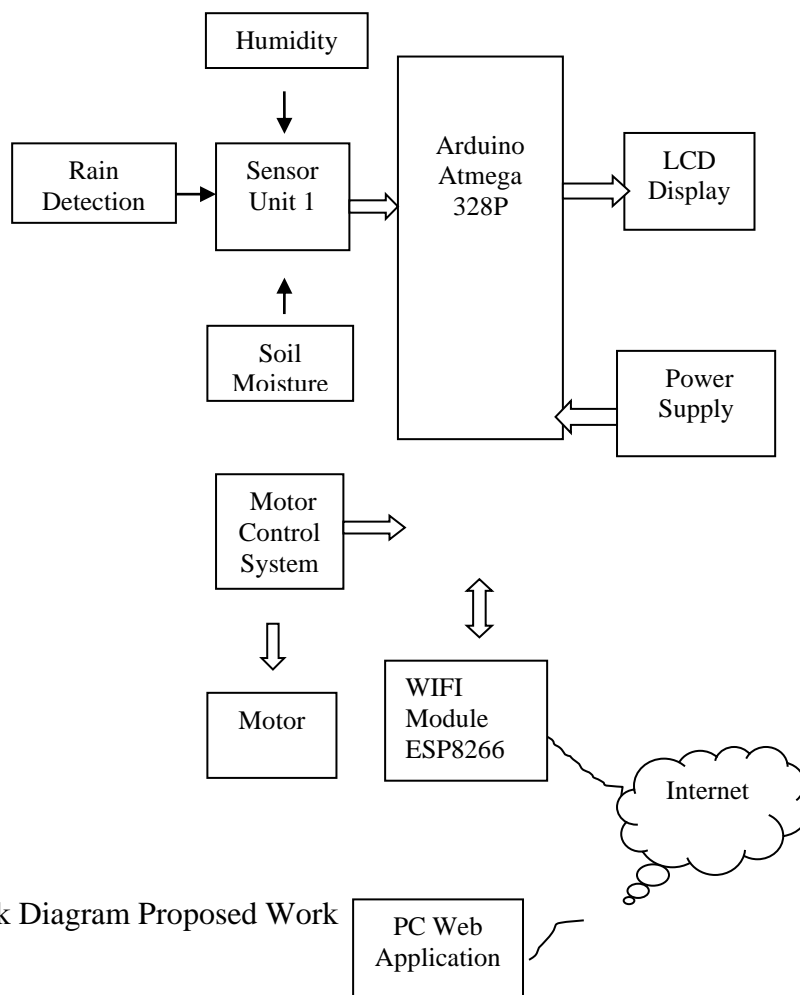 Humidity
Rain
Detection
Sensor
Unit 1
Arduino
Atmega
328P
LCD
Display
Soil
Moisture
Power
Supply
Motor
Control
System
Motor
WIFI
Module
ESP8266
Internet
Diagram Proposed Work
PC Web
Application